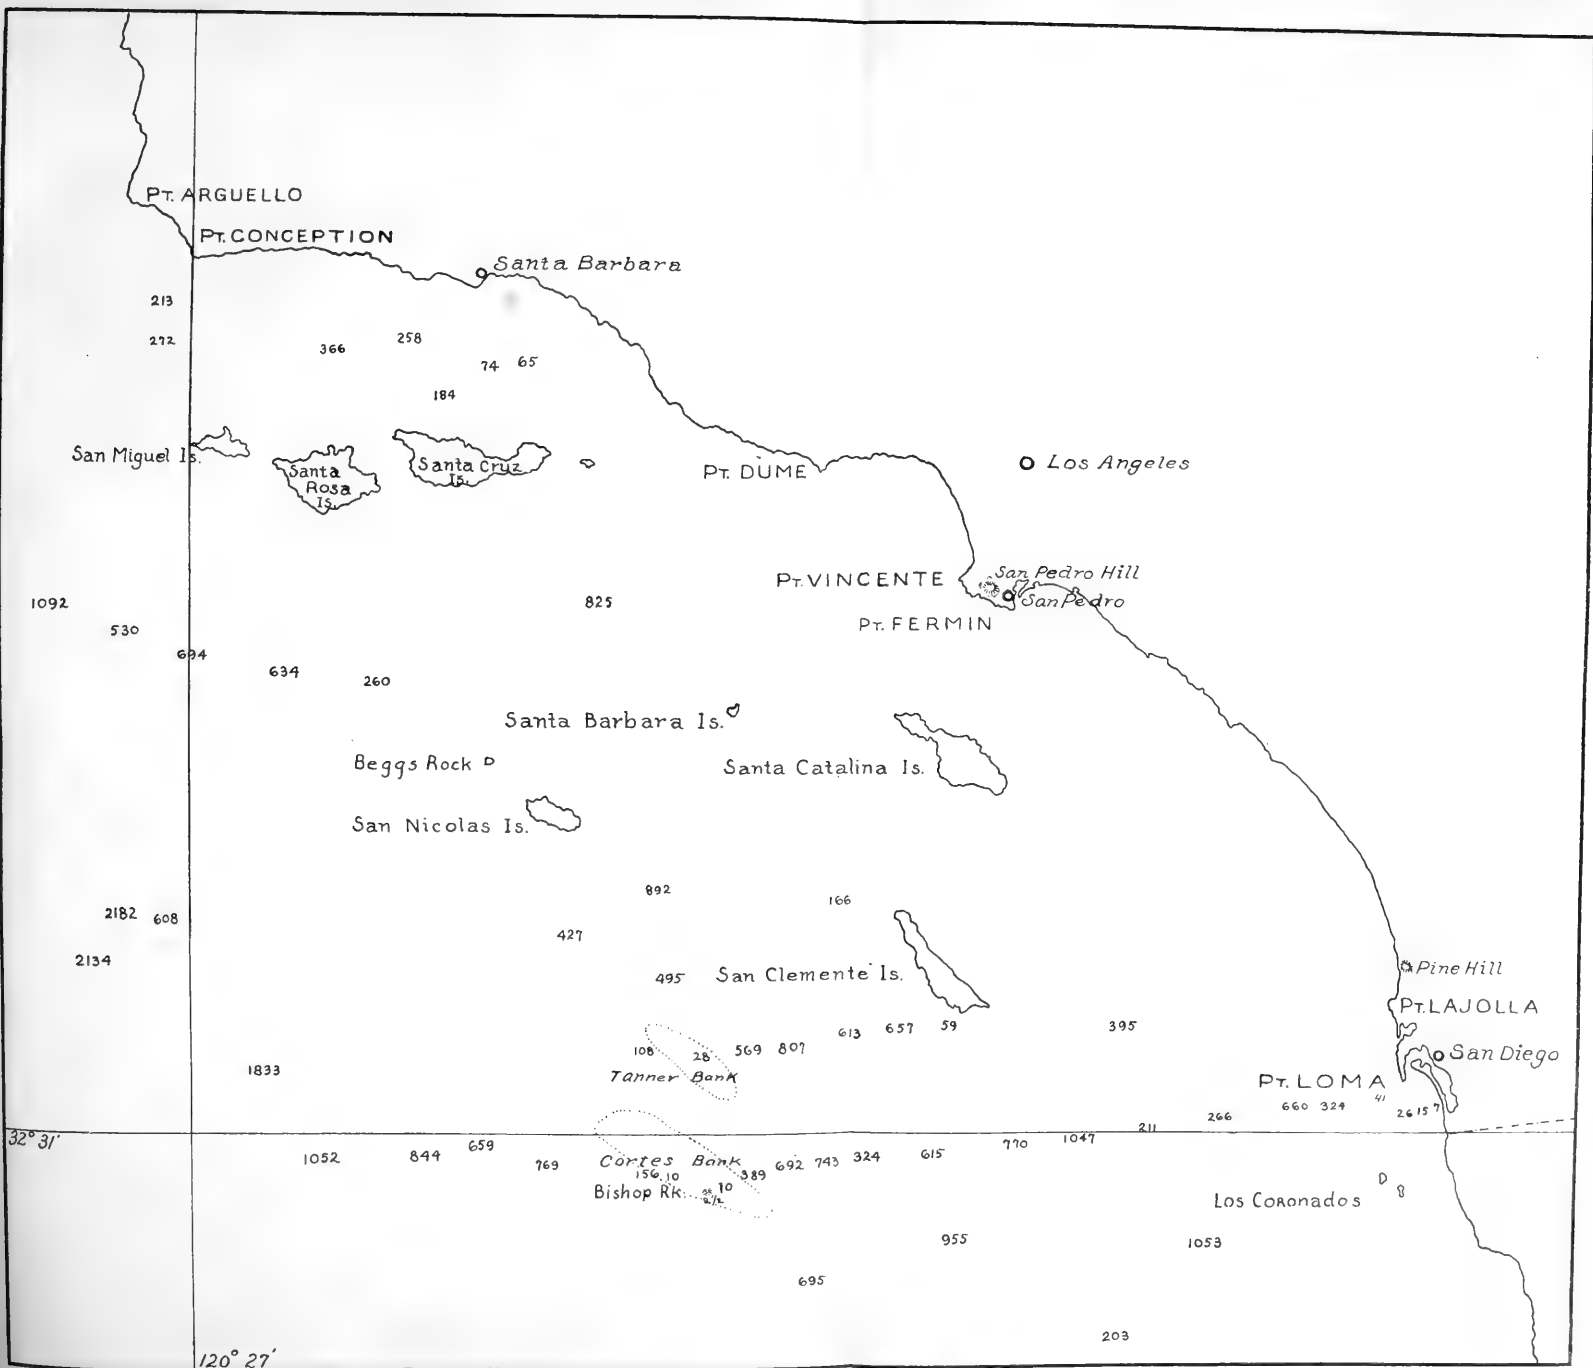 PT. ARGUELLO
PT. CONCEPTION
Santa Barbara
213
272
366
258
74
65
184
San Miguel Is.
Santa
Rosa
Is.
Santa Cruz
Is.
PT. DUME
Los Angeles
PT. VINCENTE
San Pedro Hill
San Pedro
PT. FERMIN
1092
530
694
634
260
825
Santa Barbara Is.
Beggs Rock
Santa Catalina Is.
San Nicolas Is.
892
166
2182
608
427
2134
495
San Clemente Is.
Pine Hill
PT. LAJOLLA
613
657
59
395
108
28
569
807
San Diego
1833
Tanner Bank
PT. LOMA
41
266
660
324
26
15
7
32° 31'
211
1052
844
659
769
Cortes Bank
156
10
389
692
743
324
615
770
1047
Bishop Rk.
10
2½
Los Coronados
955
1053
695
203
120° 27'